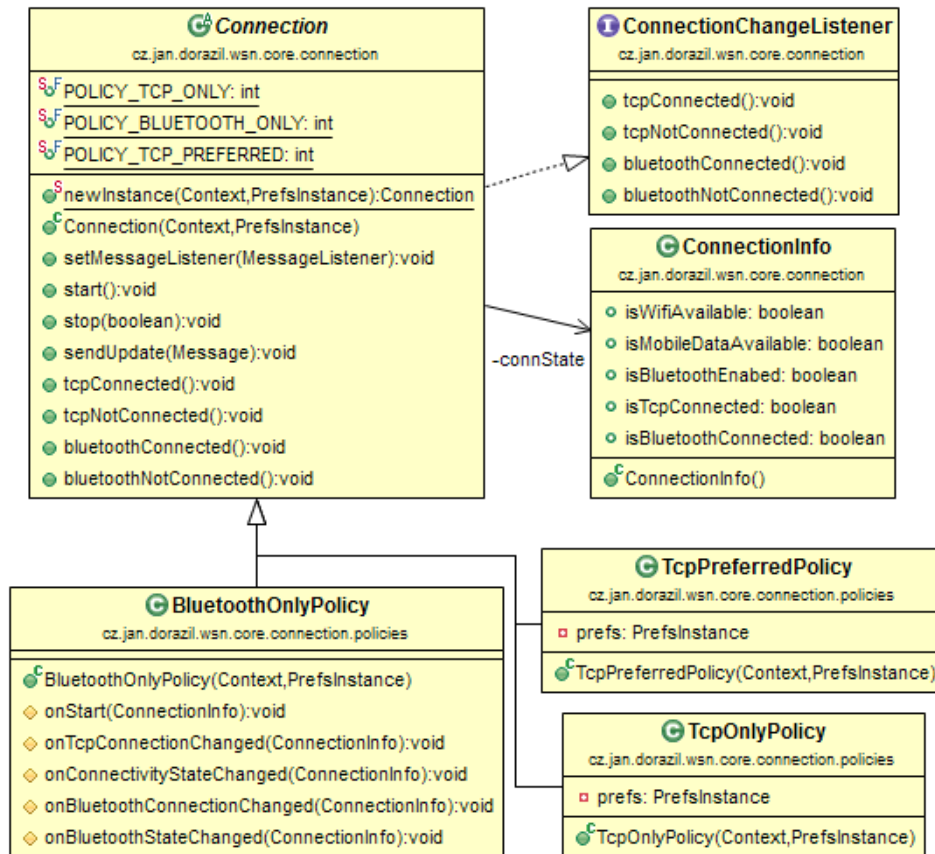 Connection
cz.jan.dorazil.wsn.core.connection
POLICY_TCP_ONLY: int
POLICY_BLUETOOTH_ONLY: int
POLICY_TCP_PREFERRED: int
newInstance(Context,PrefsInstance):Connection
Connection(Context,PrefsInstance)
setMessageListener(MessageListener):void
start():void
stop(boolean):void
sendUpdate(Message):void
tcpConnected():void
tcpNotConnected():void
bluetoothConnected():void
bluetoothNotConnected():void
ConnectionChangeListener
cz.jan.dorazil.wsn.core.connection
tcpConnected():void
tcpNotConnected():void
bluetoothConnected():void
bluetoothNotConnected():void
-connState
ConnectionInfo
cz.jan.dorazil.wsn.core.connection
isWifiAvailable: boolean
isMobileDataAvailable: boolean
isBluetoothEnabed: boolean
isTcpConnected: boolean
isBluetoothConnected: boolean
ConnectionInfo()
BluetoothOnlyPolicy
cz.jan.dorazil.wsn.core.connection.policies
BluetoothOnlyPolicy(Context,PrefsInstance)
onStart(ConnectionInfo):void
onTcpConnectionChanged(ConnectionInfo):void
onConnectivityStateChanged(ConnectionInfo):void
onBluetoothConnectionChanged(ConnectionInfo):void
onBluetoothStateChanged(ConnectionInfo):void
TcpPreferredPolicy
cz.jan.dorazil.wsn.core.connection.policies
prefs: PrefsInstance
TcpPreferredPolicy(Context,PrefsInstance)
TcpOnlyPolicy
cz.jan.dorazil.wsn.core.connection.policies
prefs: PrefsInstance
TcpOnlyPolicy(Context,PrefsInstance)